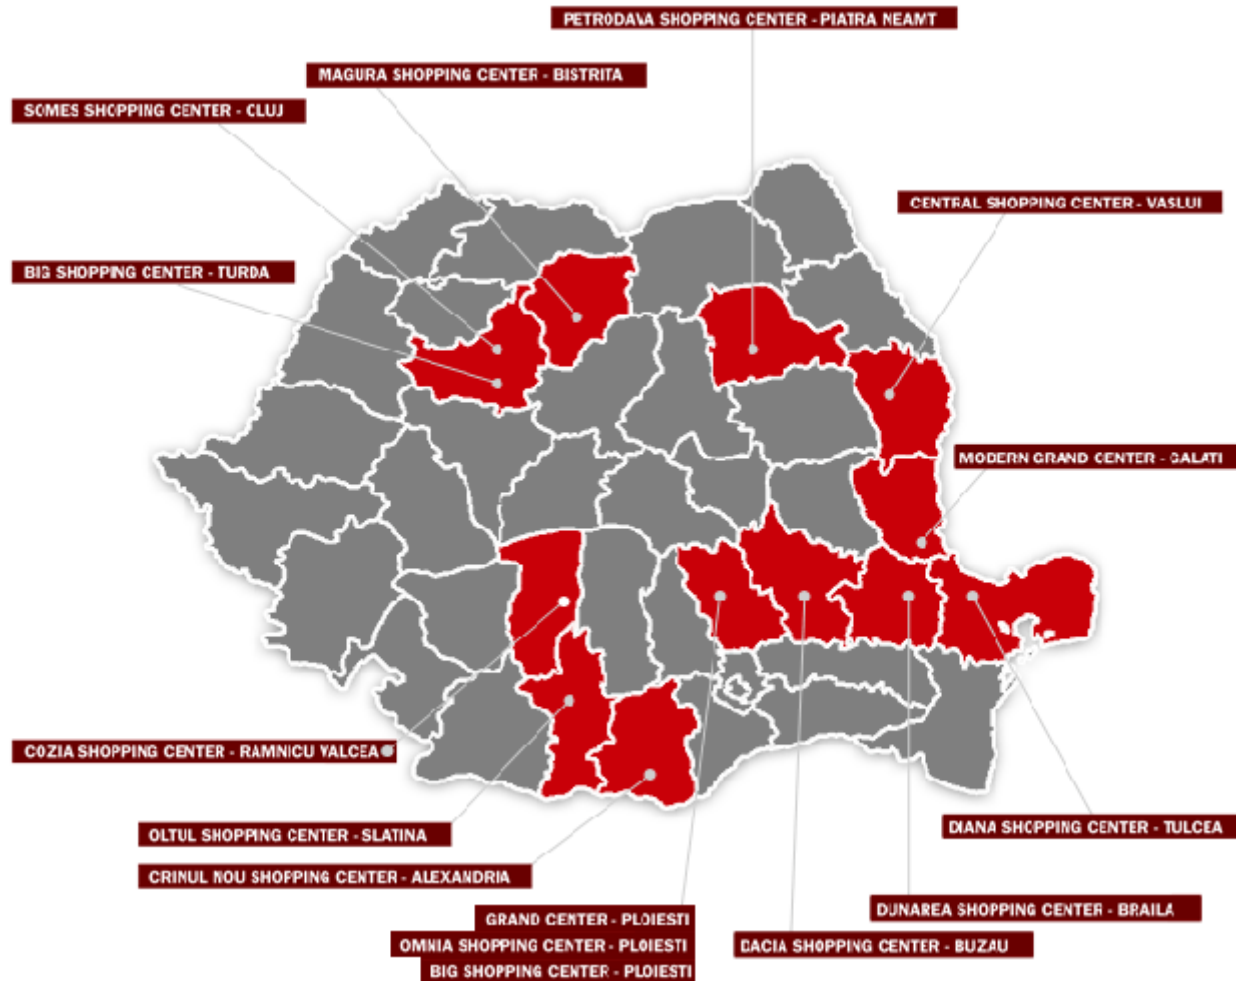 PETRODAVA SHOPPING CENTER - PIATRA NEAMT
MAGURA SHOPPING CENTER - BISTRITA
SOMES SHOPPING CENTER - CLUJ
CENTRAL SHOPPING CENTER - VASLUI
BIG SHOPPING CENTER - TURDA
MODERN GRAND CENTER - GALATI
COZIA SHOPPING CENTER - RAMNICU VALCEA
OLTUL SHOPPING CENTER - SLATINA
DIANA SHOPPING CENTER - TULCEA
CRINUL NOU SHOPPING CENTER - ALEXANDRIA
DUNAREA SHOPPING CENTER - BRAILA
GRAND CENTER - PLOIESTI
OMNIA SHOPPING CENTER - PLOIESTI
DACIA SHOPPING CENTER - BUZAU
BIG SHOPPING CENTER - PLOIESTI